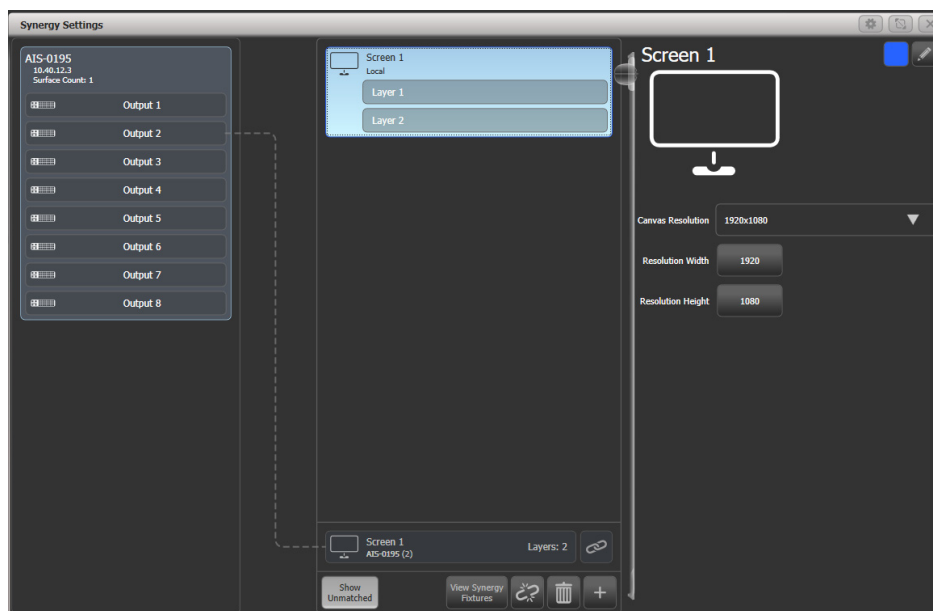 Synergy Settings
AIS-0195
10.40.12.3
Surface Count: 1
Output 1
Output 2
Output 3
Output 4
Output 5
Output 6
Output 7
Output 8
Screen 1
Local
Layer 1
Layer 2
Screen 1
AIS-0195 (2)
Layers: 2
Show
Unmatched
View Synergy
Fixtures
Screen 1
Canvas Resolution 1920x1080
Resolution Width 1920
Resolution Height 1080